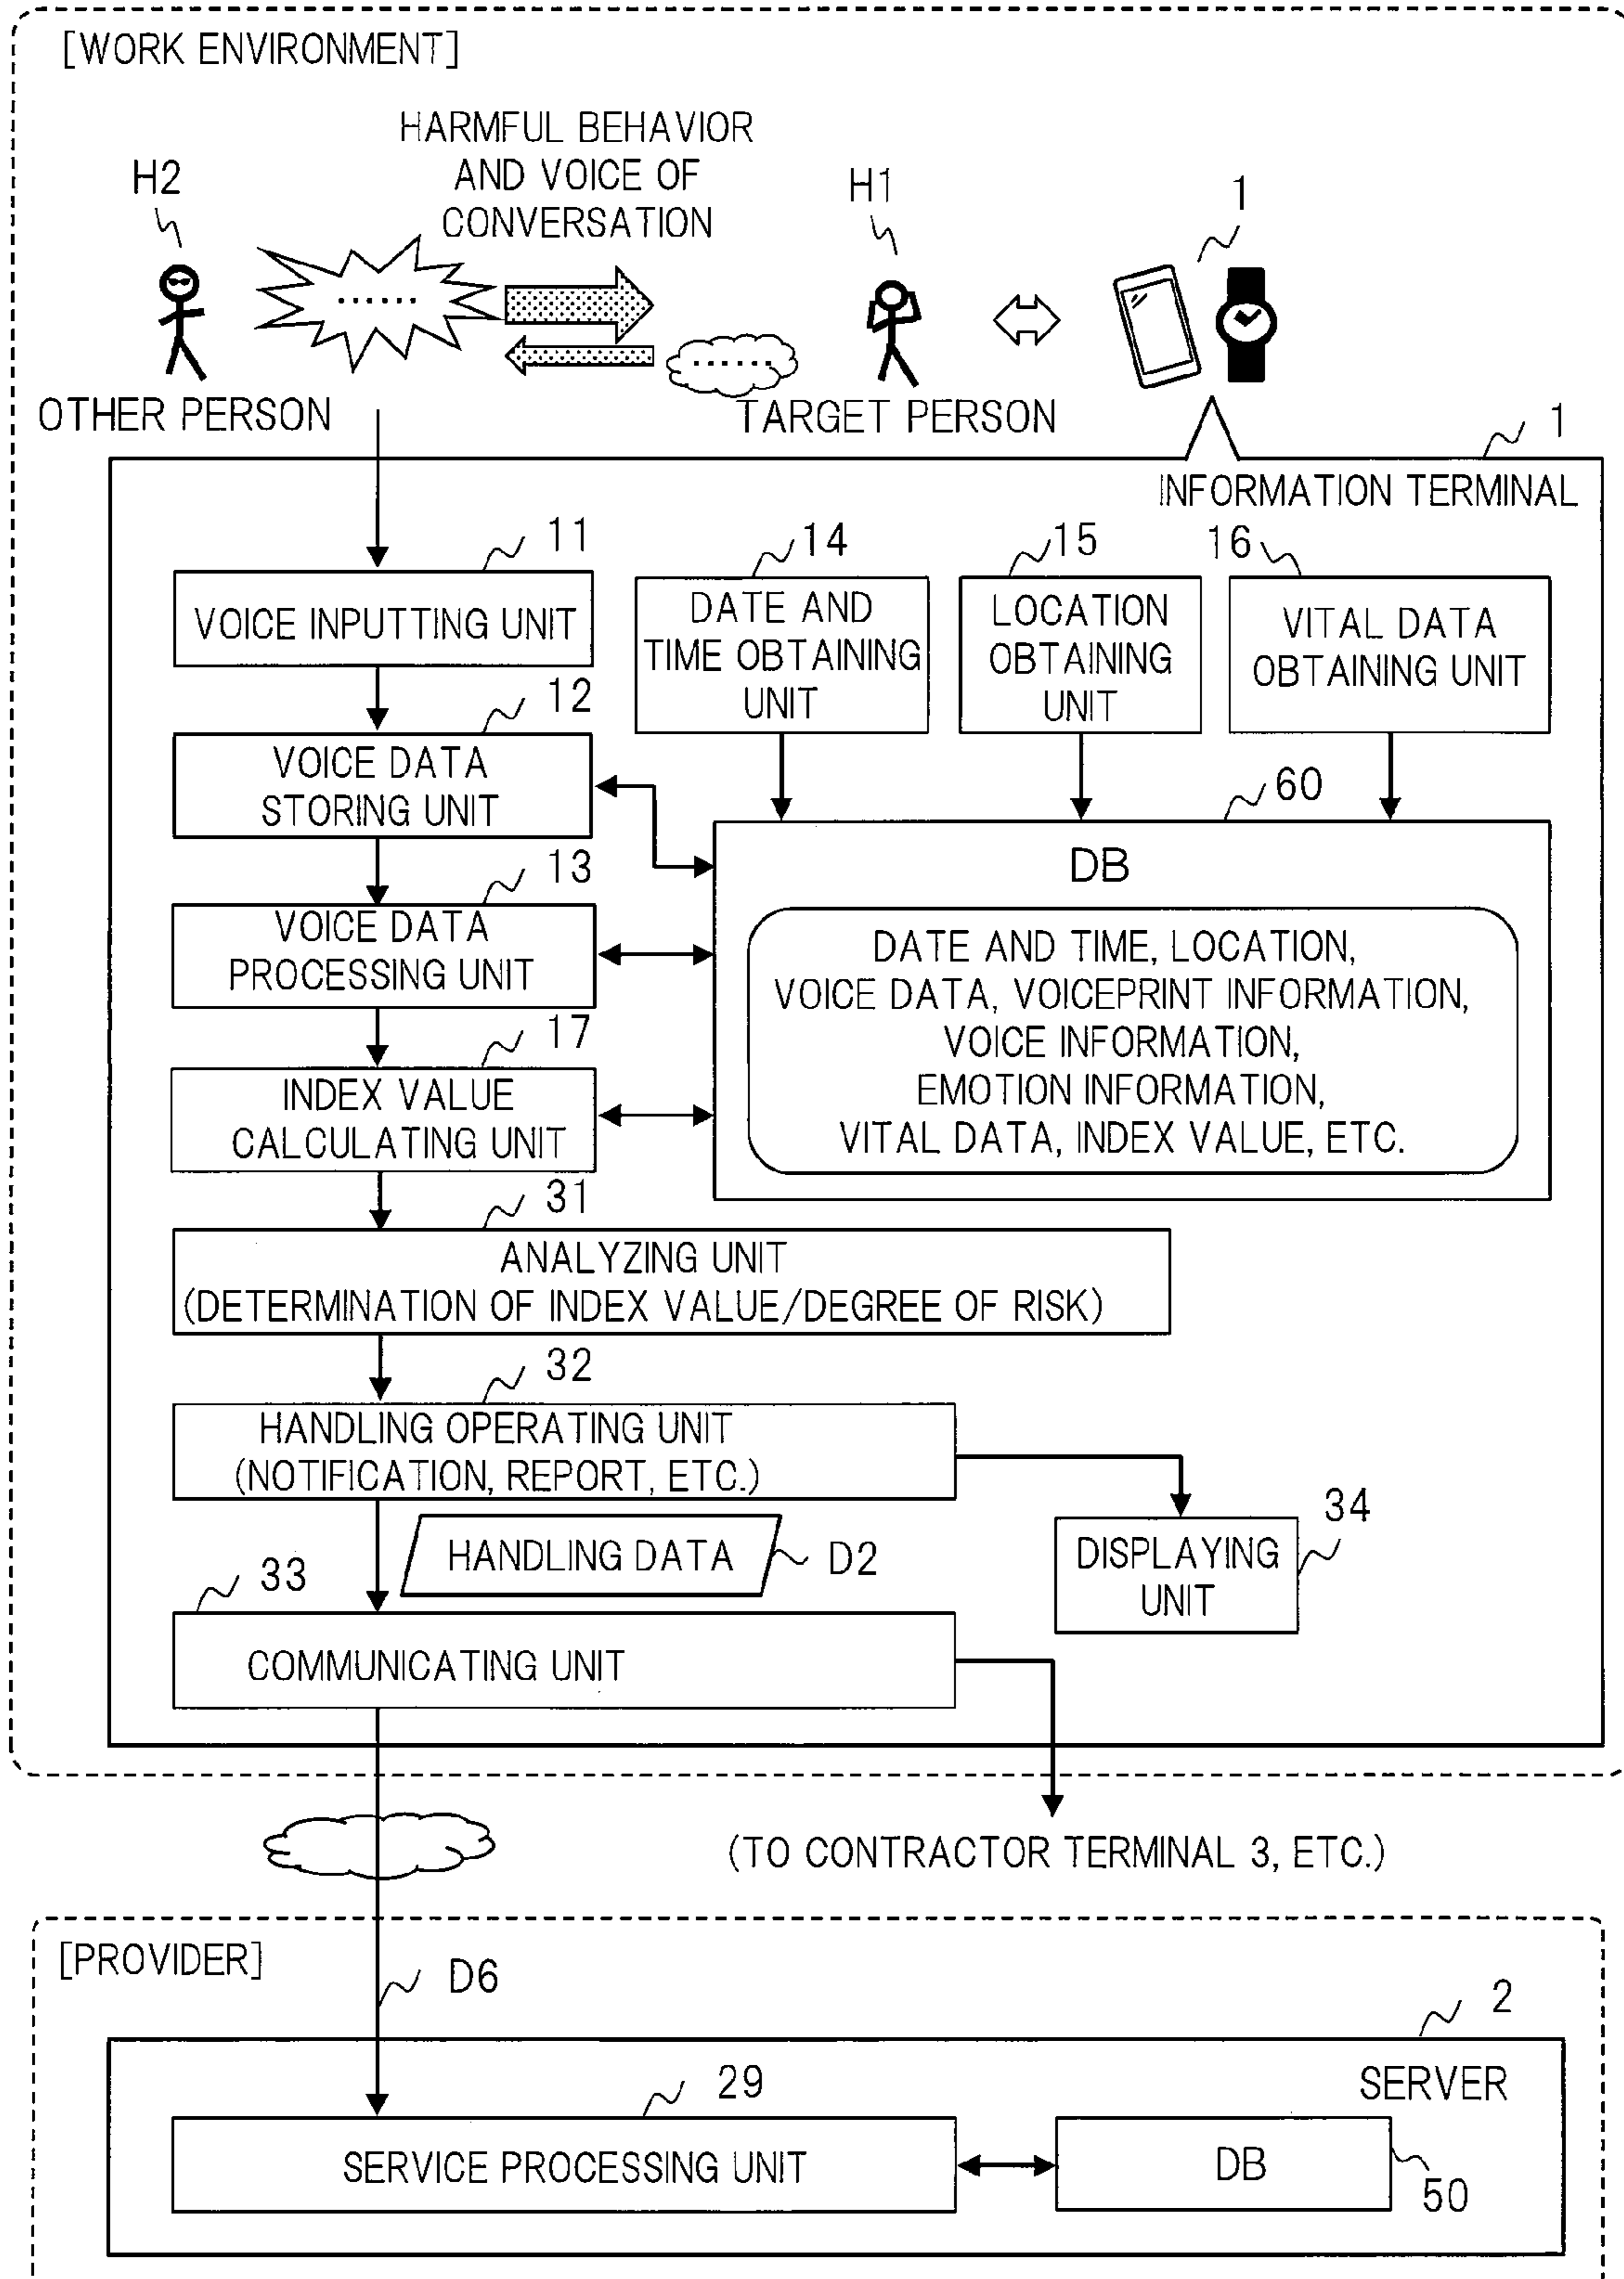 [WORK ENVIRONMENT]
HARMFUL BEHAVIOR
AND VOICE OF
CONVERSATION
H2
H1
1
......
......
OTHER PERSON
TARGET PERSON
1
INFORMATION TERMINAL
11
14
15
16
VOICE INPUTTING UNIT
DATE AND
TIME OBTAINING
UNIT
LOCATION
OBTAINING
UNIT
VITAL DATA
OBTAINING UNIT
12
VOICE DATA
STORING UNIT
60
DB
13
VOICE DATA
PROCESSING UNIT
DATE AND TIME, LOCATION,
VOICE DATA, VOICEPRINT INFORMATION,
VOICE INFORMATION,
EMOTION INFORMATION,
VITAL DATA, INDEX VALUE, ETC.
17
INDEX VALUE
CALCULATING UNIT
31
ANALYZING UNIT
(DETERMINATION OF INDEX VALUE/DEGREE OF RISK)
32
HANDLING OPERATING UNIT
(NOTIFICATION, REPORT, ETC.)
34
DISPLAYING
UNIT
HANDLING DATA
D2
33
COMMUNICATING UNIT
(TO CONTRACTOR TERMINAL 3, ETC.)
[PROVIDER]
D6
2
SERVER
29
SERVICE PROCESSING UNIT
DB
50